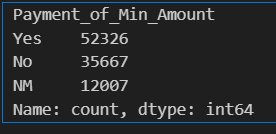 Payment_of_Min_Amount
Yes    52326
No     35667
NM     12007
Name: count, dtype: int64